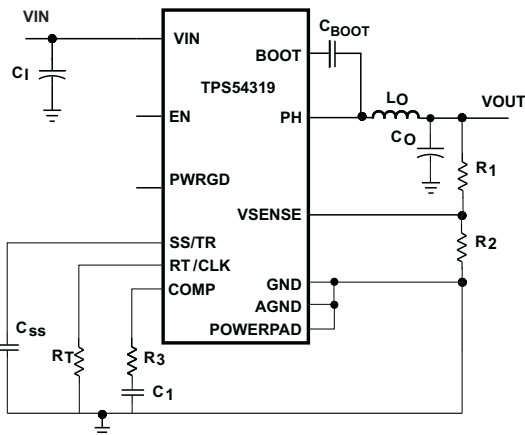 VIN
VIN
CI
EN
PWRGD
SS/TR
RT/CLK
COMP
TPS54319
BOOT
PH
VSENSE
GND
AGND
POWERPAD
CBOOT
LO
VOUT
CO
R1
R2
Css
RT
R3
C1